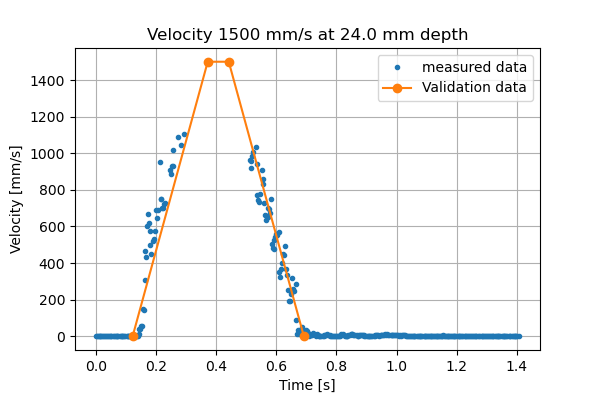 Velocity 1500 mm/s at 24.0 mm depth
measured data
Validation data
Velocity [mm/s]
1400
1200
1000
800
600
400
200
0
0.0 0.2 0.4 0.6 0.8 1.0 1.2 1.4
Time [s]